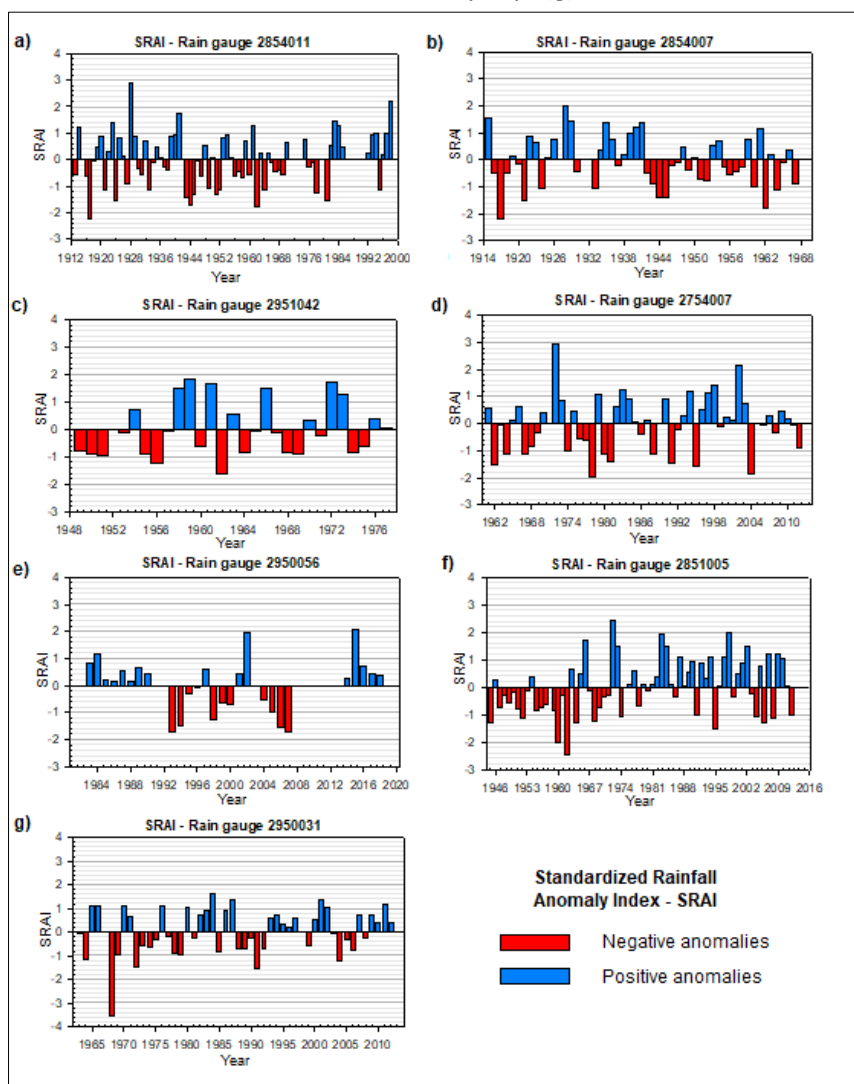 a)
SRAI - Rain gauge 2854011
4
3
2
1
0
-1
-2
-3
SRAI
1912 1920 1928 1936 1944 1952 1960 1968 1976 1984 1992 2000
Year
b)
SRAI - Rain gauge 2854007
4
3
2
1
0
-1
-2
-3
SRAI
1914 1920 1926 1932 1938 1944 1950 1956 1962 1968
Year
c)
SRAI - Rain gauge 2951042
4
3
2
1
0
-1
-2
-3
SRAI
1948 1952 1956 1960 1964 1968 1972 1976
Year
d)
SRAI - Rain gauge 2754007
4
3
2
1
0
-1
-2
-3
SRAI
1962 1968 1974 1980 1986 1992 1998 2004 2010
Year
e)
SRAI - Rain gauge 2950056
4
3
2
1
0
-1
-2
-3
SRAI
1984 1988 1992 1996 2000 2004 2008 2012 2016 2020
Year
f)
SRAI - Rain gauge 2851005
4
3
2
1
0
-1
-2
-3
SRAI
1946 1953 1960 1967 1974 1981 1988 1995 2002 2009 2016
Year
g)
SRAI - Rain gauge 2950031
4
3
2
1
0
-1
-2
-3
-4
SRAI
1965 1970 1975 1980 1985 1990 1995 2000 2005 2010
Year
Standardized Rainfall
Anomaly Index - SRAI
Negative anomalies
Positive anomalies